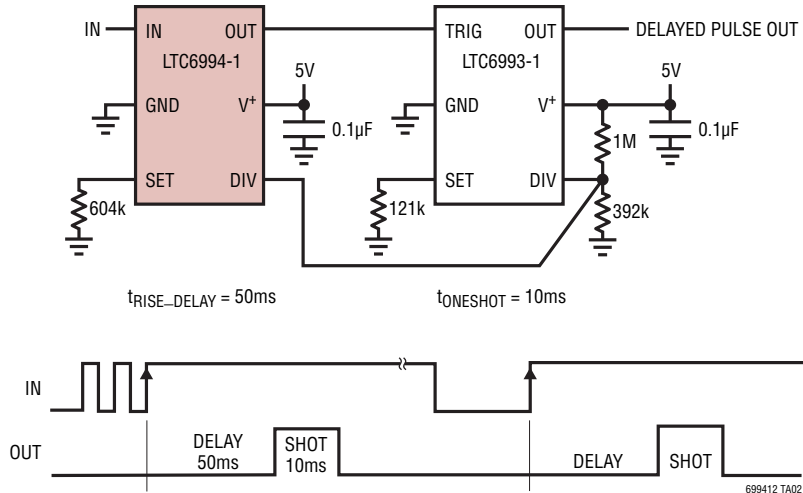 IN
IN
OUT
TRIG
OUT
DELAYED PULSE OUT
LTC6994-1
LTC6993-1
5V
5V
GND
V+
GND
V+
0.1µF
1M
0.1µF
SET
DIV
SET
DIV
604k
121k
392k
tRISE_DELAY = 50ms
tONESHOT = 10ms
IN
OUT
DELAY
50ms
SHOT
10ms
DELAY
SHOT
699412 TA02